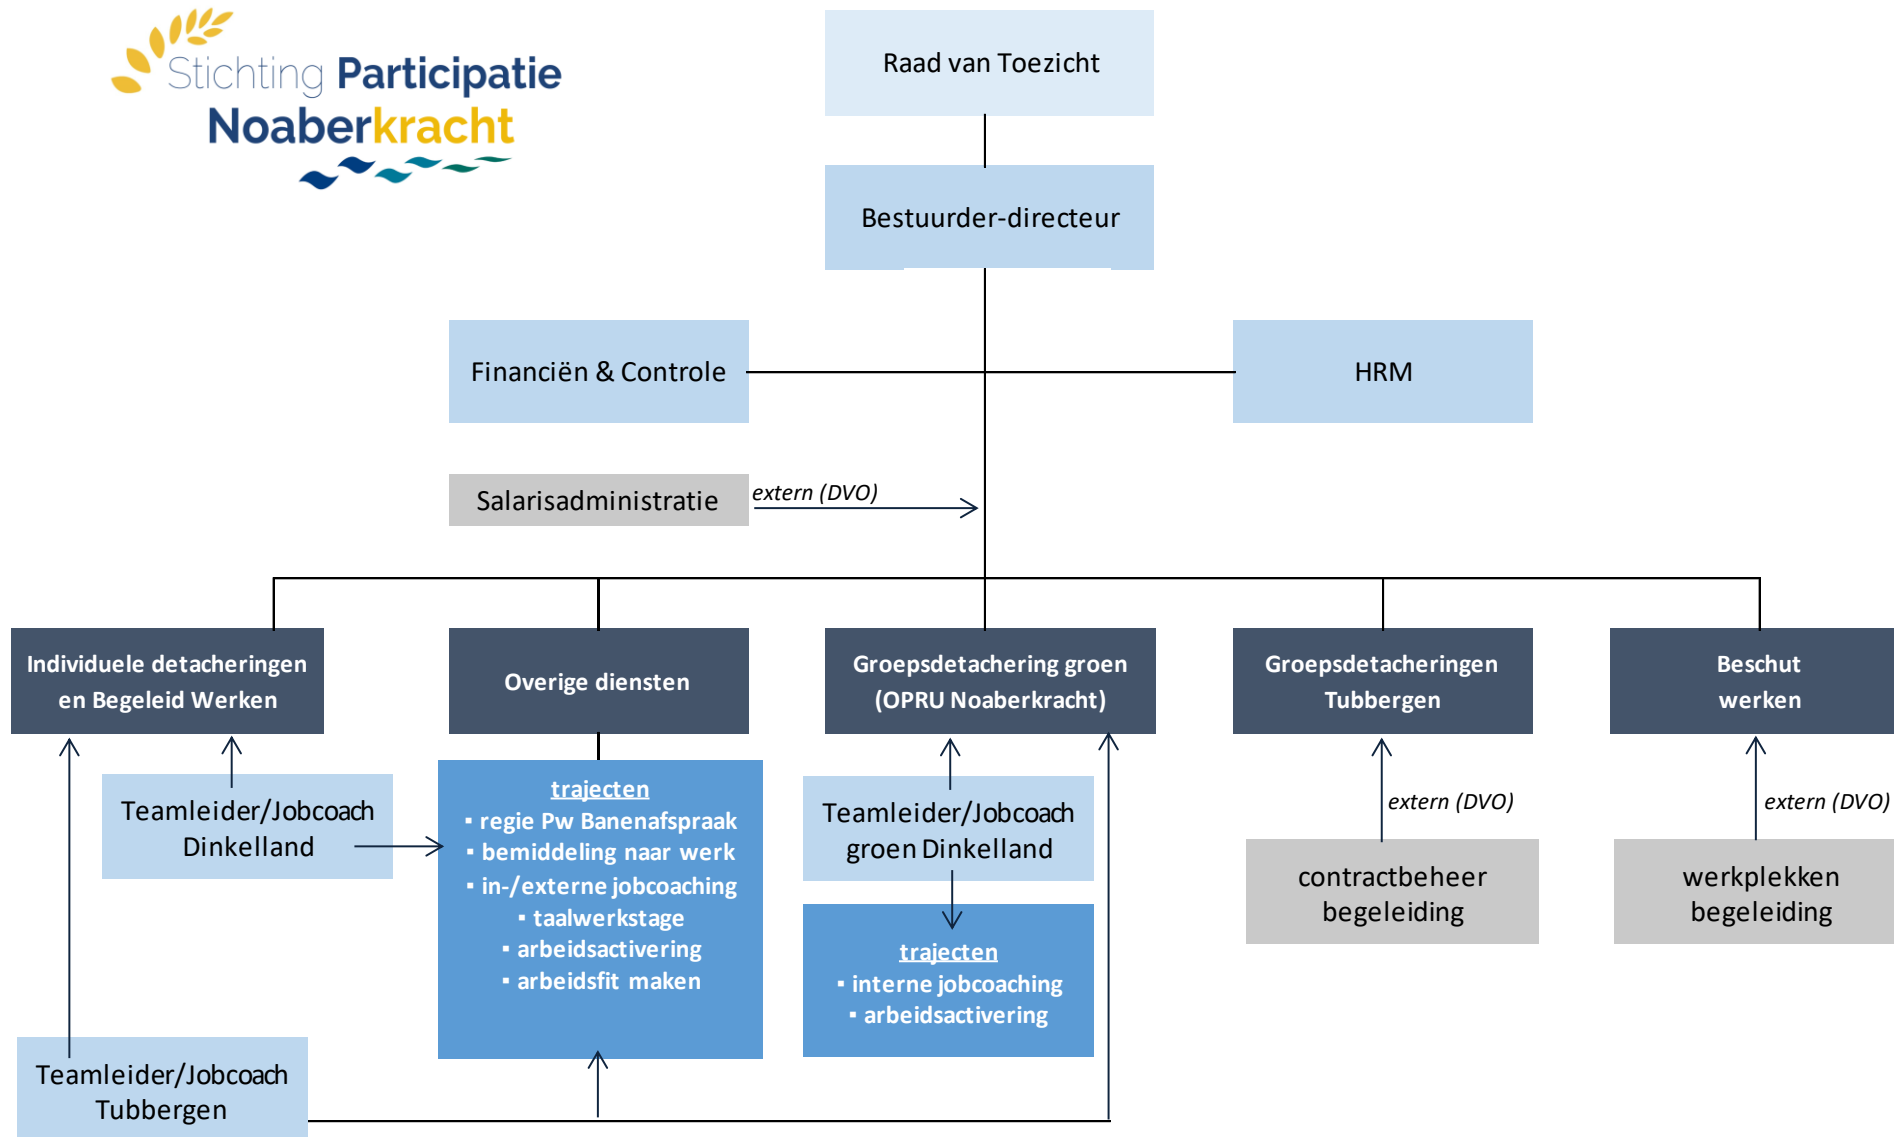 Stichting Participatie
Noaberkracht
Raad van Toezicht
Bestuurder-directeur
Financiën & Controle
HRM
Salarisadministratie
extern (DVO)
Individuele detacheringen
en Begeleid Werken
Overige diensten
Groepsdetachering groen
(OPRU Noaberkracht)
Groepsdetacheringen
Tubbergen
Beschut
werken
Teamleider/Jobcoach
Dinkelland
trajecten
▪ regie Pw Banenafspraak
▪ bemiddeling naar werk
▪ in-/externe jobcoaching
▪ taalwerkstage
▪ arbeidsactivering
▪ arbeidsfit maken
Teamleider/Jobcoach
groen Dinkelland
trajecten
▪ interne jobcoaching
▪ arbeidsactivering
extern (DVO)
contractbeheer
begeleiding
extern (DVO)
werkplekken
begeleiding
Teamleider/Jobcoach
Tubbergen